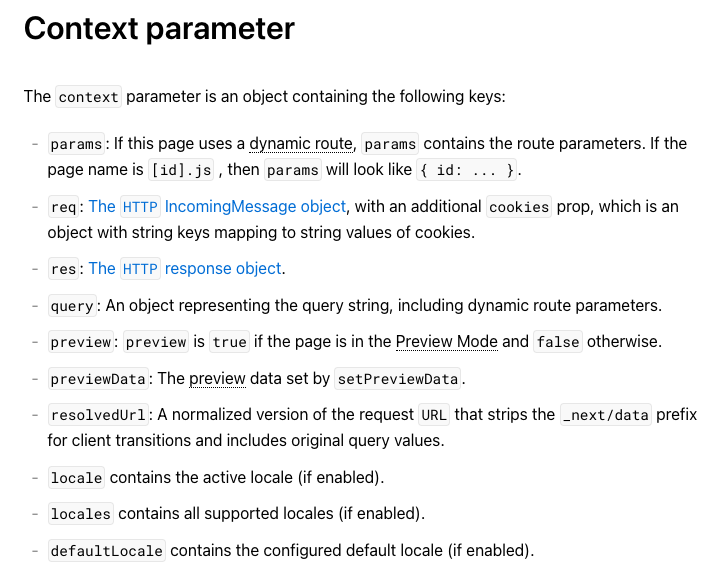 Context parameter
The context parameter is an object containing the following keys:
- params: If this page uses a dynamic route, params contains the route parameters. If the
page name is [id].js , then params will look like { id: ... }.
- req: The HTTP IncomingMessage object, with an additional cookies prop, which is an
object with string keys mapping to string values of cookies.
- res: The HTTP response object.
- query: An object representing the query string, including dynamic route parameters.
- preview: preview is true if the page is in the Preview Mode and false otherwise.
- previewData: The preview data set by setPreviewData.
- resolvedUrl: A normalized version of the request URL that strips the _next/data prefix
for client transitions and includes original query values.
- locale contains the active locale (if enabled).
- locales contains all supported locales (if enabled).
- defaultLocale contains the configured default locale (if enabled).